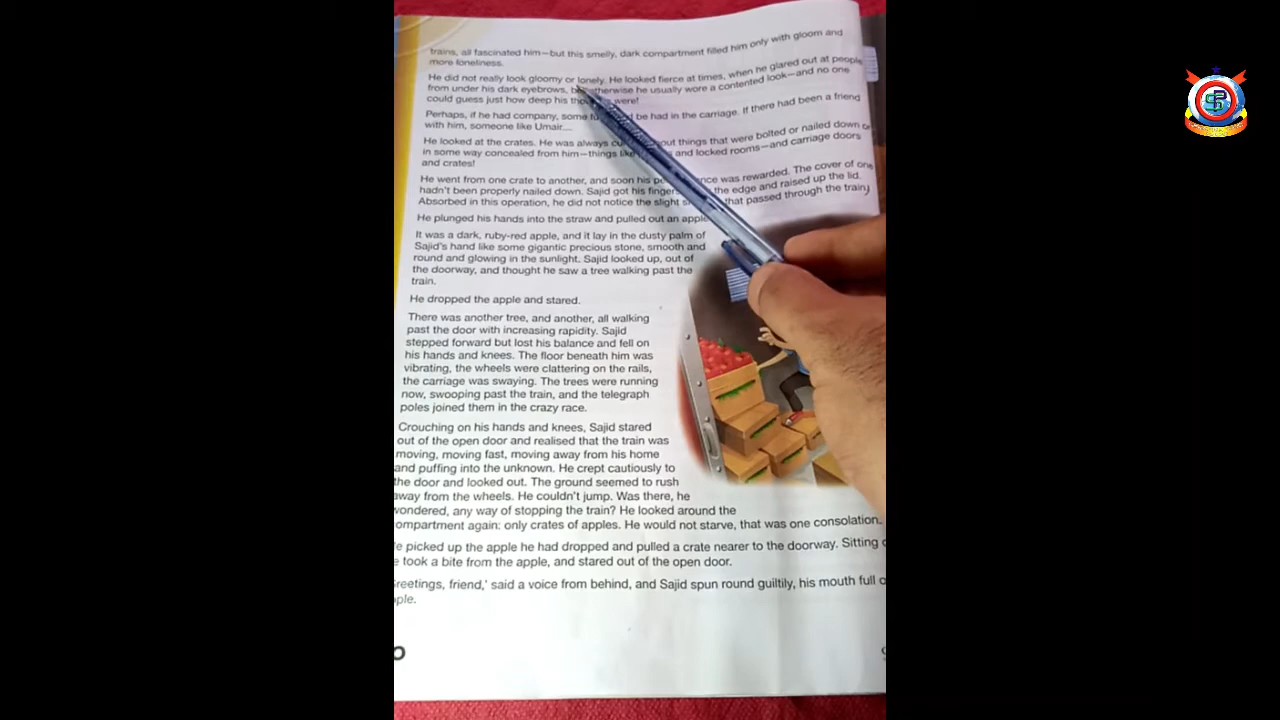 trains, all fascinated him—but this smelly, dark compartment filled him only with gloom and
more loneliness.
He did not really look gloomy or lonely. He looked fierce at times, when he glared out at people
from under his dark eyebrows, he usually wore a contented look—and no one
could guess just how deep his were!
Perhaps, if he had company, some be had in the carriage. If there had been a friend
with him, someone like Umair....
He looked at the crates. He was always things that were bolted or nailed down or
in some way concealed from him—things and locked rooms—and carriage doors
and crates!
He went from one crate to another, and soon his was rewarded. The cover of one
hadn't been properly nailed down. Sajid got his fingers the edge and raised up the lid.
Absorbed in this operation, he did not notice the slight that passed through the train.
He plunged his hands into the straw and pulled out an apple
It was a dark, ruby-red apple, and it lay in the dusty palm of
Sajid's hand like some gigantic precious stone, smooth and
round and glowing in the sunlight. Sajid looked up, out of
the doorway, and thought he saw a tree walking past the
train.
He dropped the apple and stared.
There was another tree, and another, all walking
past the door with increasing rapidity. Sajid
stepped forward but lost his balance and fell on
his hands and knees. The floor beneath him was
vibrating, the wheels were clattering on the rails,
the carriage was swaying. The trees were running
now, swooping past the train, and the telegraph
poles joined them in the crazy race.
Crouching on his hands and knees, Sajid stared
out of the open door and realised that the train was
moving, moving fast, moving away from his home
and puffing into the unknown. He crept cautiously to
the door and looked out. The ground seemed to rush
away from the wheels. He couldn't jump. Was there, he
wondered, any way of stopping the train? He looked around the
ompartment again: only crates of apples. He would not starve, that was one consolation.
e picked up the apple he had dropped and pulled a crate nearer to the doorway. Sitting
e took a bite from the apple, and stared out of the open door.
reetings, friend,' said a voice from behind, and Sajid spun round guiltily, his mouth full o
ple.